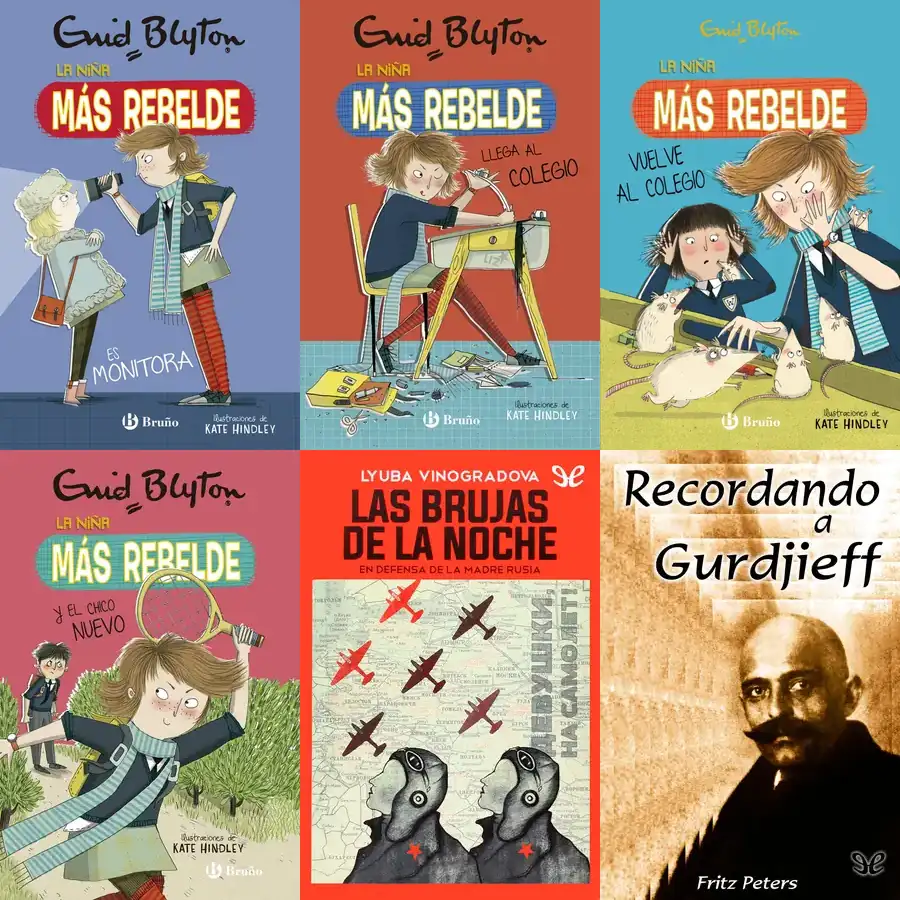 Enid Blyton
LA NIÑA
MÁS REBELDE
ES
MONITORA
Bruño
Ilustraciones de
KATE HINDLEY
Enid Blyton
LA NIÑA
MÁS REBELDE
LLEGA AL
COLEGIO
Bruño
Ilustraciones de
KATE HINDLEY
Enid Blyton
LA NIÑA
MÁS REBELDE
VUELVE
AL COLEGIO
W
Bruño
Ilustraciones de
KATE HINDLEY
Enid Blyton
LA NIÑA
MÁS REBELDE
Y EL CHICO
NUEVO
Ilustraciones de
KATE HINDLEY
Bruño
LYUBA VINOGRADOVA
LAS BRUJAS
DE LA NOCHE
EN DEFENSA DE LA MADRE RUSIA
ДЕВУШКИ,
НА САМОЛЕТ!
Recordando
a
Gurdjieff
Fritz Peters